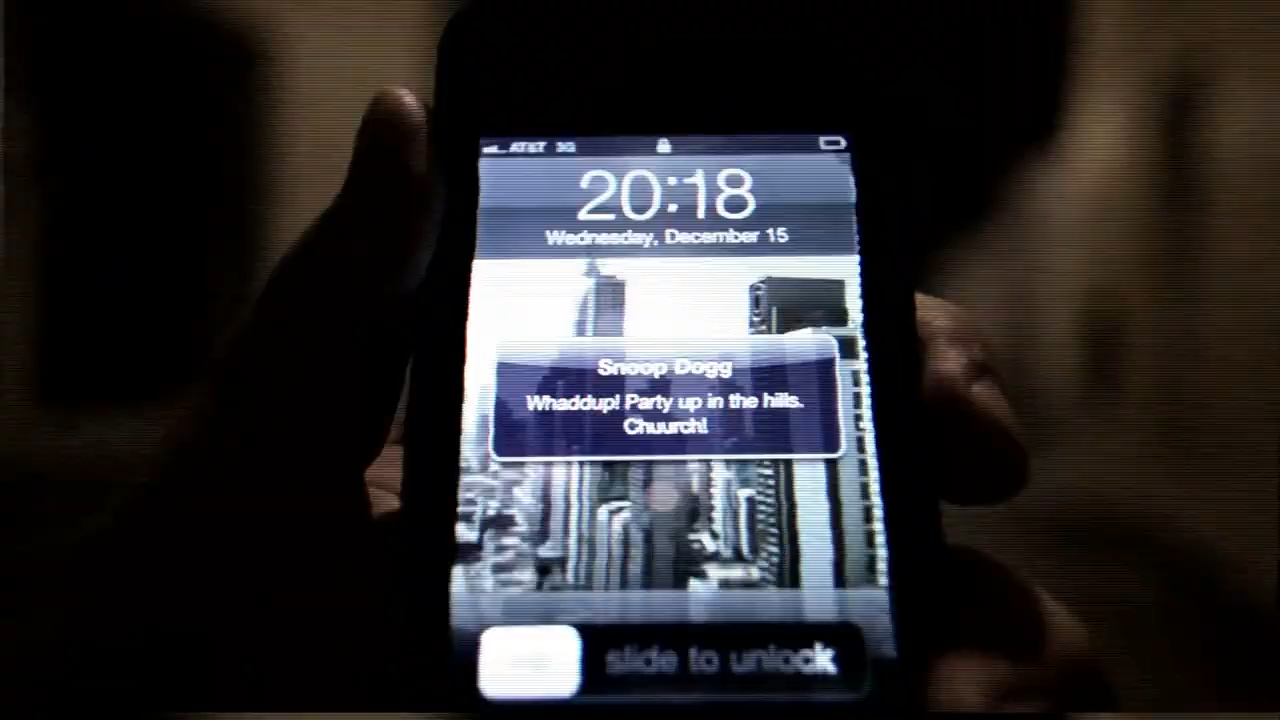 AT&T 3G
20:18
Wednesday, December 15
Snoop Dogg
Whaddup! Party up in the hills.
Chuurch!
slide to unlock